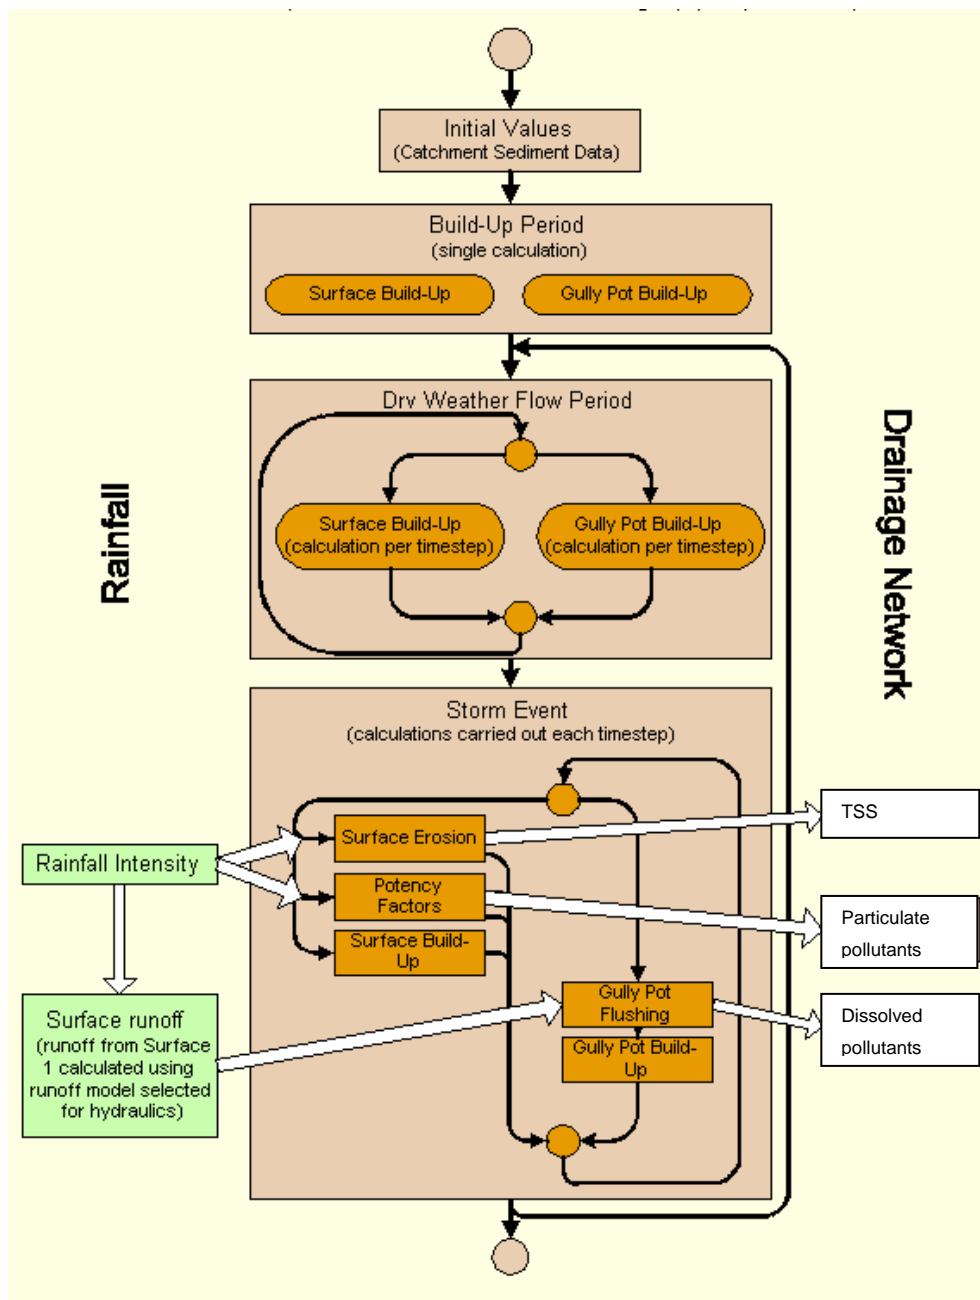 Initial Values
(Catchment Sediment Data)
Build-Up Period
(single calculation)
Surface Build-Up
Gully Pot Build-Up
Drv Weather Flow Period
Surface Build-Up
(calculation per timestep)
Gully Pot Build-Up
(calculation per timestep)
Rainfall
Drainage Network
Storm Event
(calculations carried out each timestep)
Surface Erosion
TSS
Rainfall Intensity
Potency
Factors
Particulate
pollutants
Surface Build-
Up
Gully Pot
Flushing
Dissolved
pollutants
Surface runoff
(runoff from Surface
1 calculated using
runoff model selected
for hydraulics)
Gully Pot Build-
Up